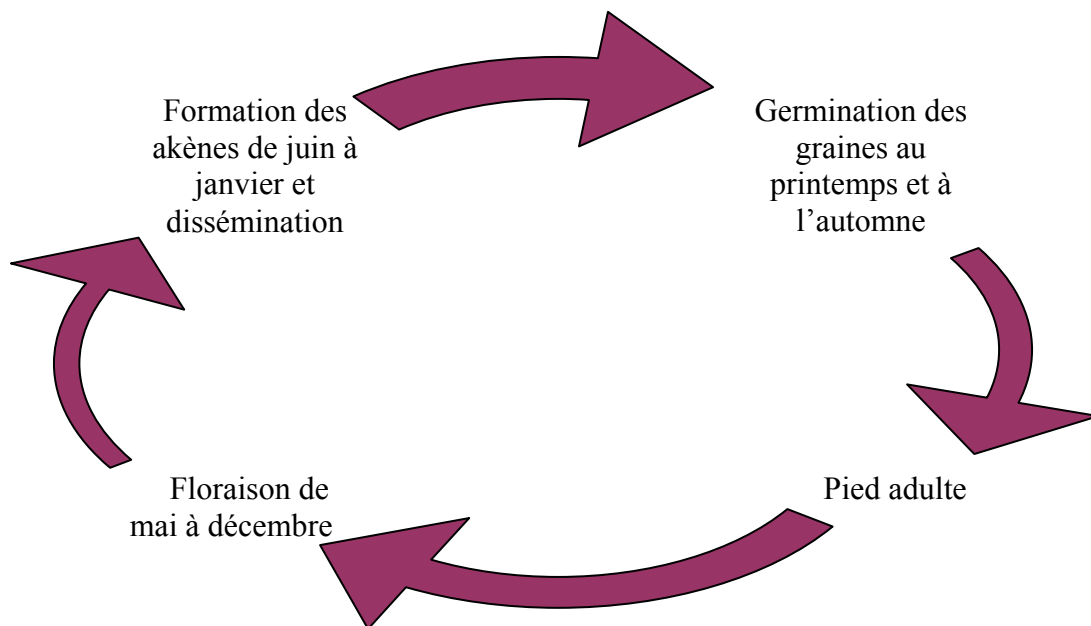 Formation des
akènes de juin à
janvier et
dissémination
Germination des
graines au
printemps et à
l’automne
Pied adulte
Floraison de
mai à décembre